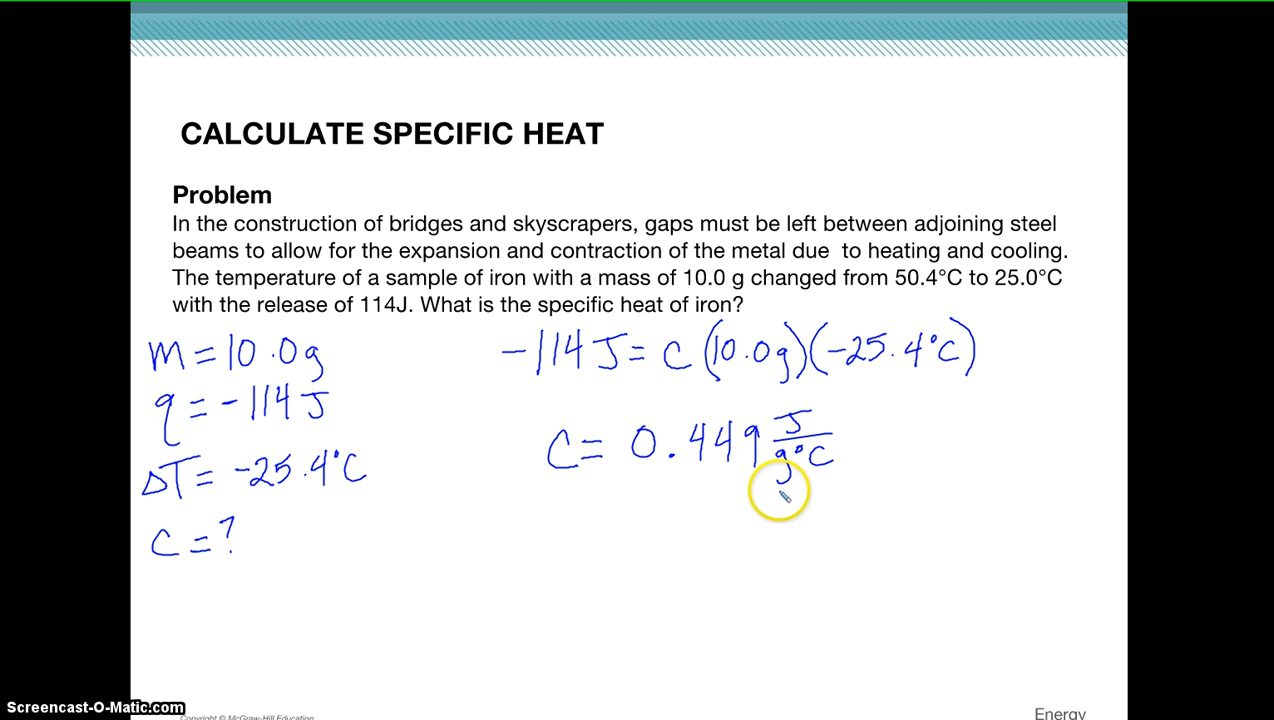 CALCULATE SPECIFIC HEAT
Problem
In the construction of bridges and skyscrapers, gaps must be left between adjoining steel
beams to allow for the expansion and contraction of the metal due to heating and cooling.
The temperature of a sample of iron with a mass of 10.0 g changed from 50.4°C to 25.0°C
with the release of 114J. What is the specific heat of iron?
m = 10.0g
q = -114 J
ΔT = -25.4°C
c = ?
-114 J = c (10.0g)(-25.4°C)
C = 0.449 J/g°C
Screencast-O-Matic.com
Copyright © McGraw-Hill Education
Energy